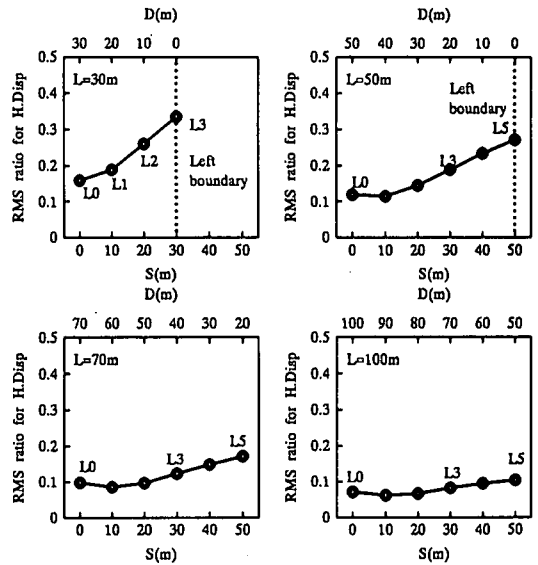 D(m)
30 20 10 0
0.5
0.4
0.3
0.2
0.1
0
RMS ratio for H.Disp
L=30m
L0
L1
L2
L3
Left
boundary
0 10 20 30 40 50
S(m)
D(m)
50 40 30 20 10 0
0.5
0.4
0.3
0.2
0.1
0
RMS ratio for H.Disp
L=50m
Left
boundary
L0
L3
L5
0 10 20 30 40 50
S(m)
D(m)
70 60 50 40 30 20
0.5
0.4
0.3
0.2
0.1
0
RMS ratio for H.Disp
L=70m
L0
L3
L5
0 10 20 30 40 50
S(m)
D(m)
100 90 80 70 60 50
0.5
0.4
0.3
0.2
0.1
0
RMS ratio for H.Disp
L=100m
L0
L3
L5
0 10 20 30 40 50
S(m)